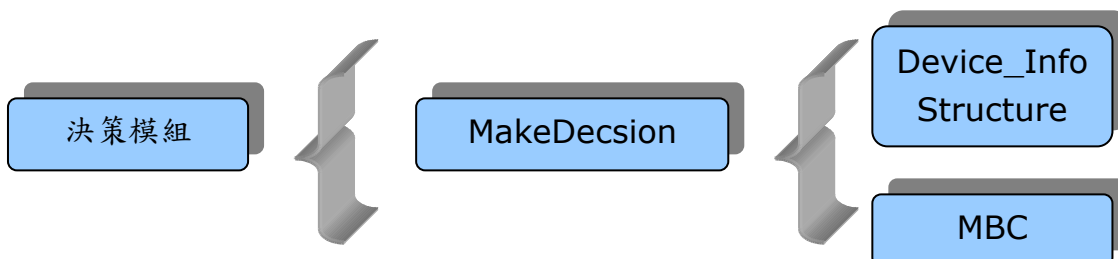 決策模組
MakeDecsion
Device_Info
Structure
MBC